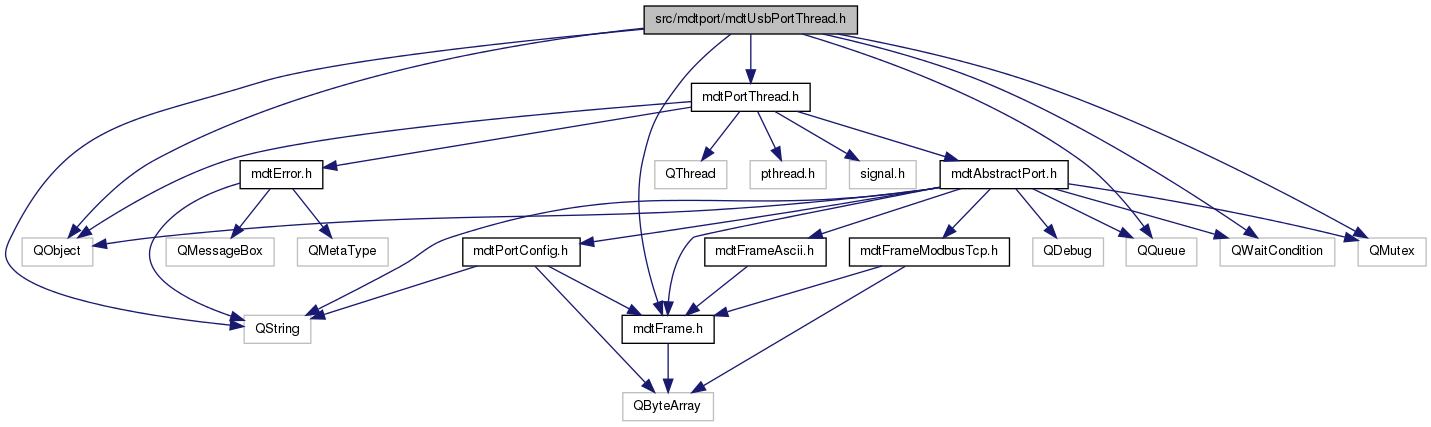 src/mdtport/mdtUsbPortThread.h
mdtPortThread.h
mdtError.h
QThread
pthread.h
signal.h
mdtAbstractPort.h
QObject
QMessageBox
QMetaType
mdtPortConfig.h
mdtFrameAscii.h
mdtFrameModbusTcp.h
QDebug
QQueue
QWaitCondition
QMutex
QString
mdtFrame.h
QByteArray